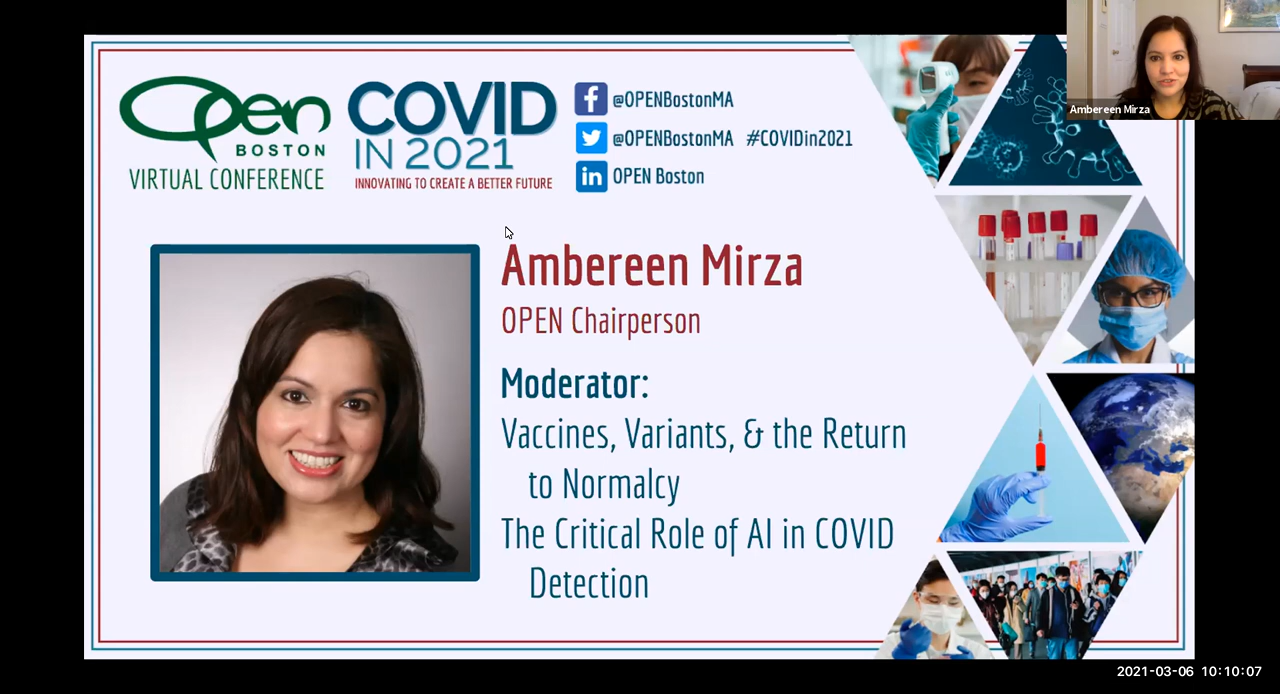 Open
BOSTON
VIRTUAL CONFERENCE
COVID
IN 2021
INNOVATING TO CREATE A BETTER FUTURE
f @OPENBostonMA
@OPENBostonMA #COVIDin2021
in OPEN Boston
Ambereen Mirza
Ambereen Mirza
OPEN Chairperson
Moderator:
Vaccines, Variants, & the Return
to Normalcy
The Critical Role of AI in COVID
Detection
2021-03-06 10:10:07